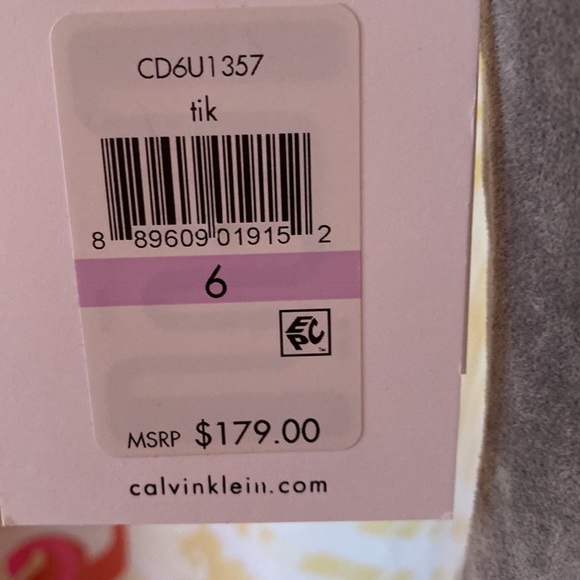 CD6U1357
tik
8 89609 01915 2
6
EPC
MSRP $179.00
calvinklein.com